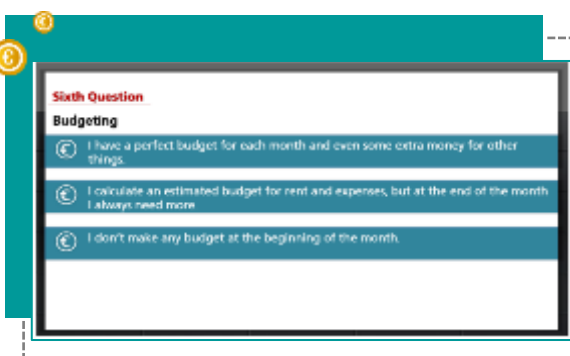 Sixth Question
Budgeting
I have a perfect budget for each month and even some extra money for other
things.
I calculate an estimated budget for rent and expenses, but at the end of the month
I always need more
I don't make any budget at the beginning of the month.